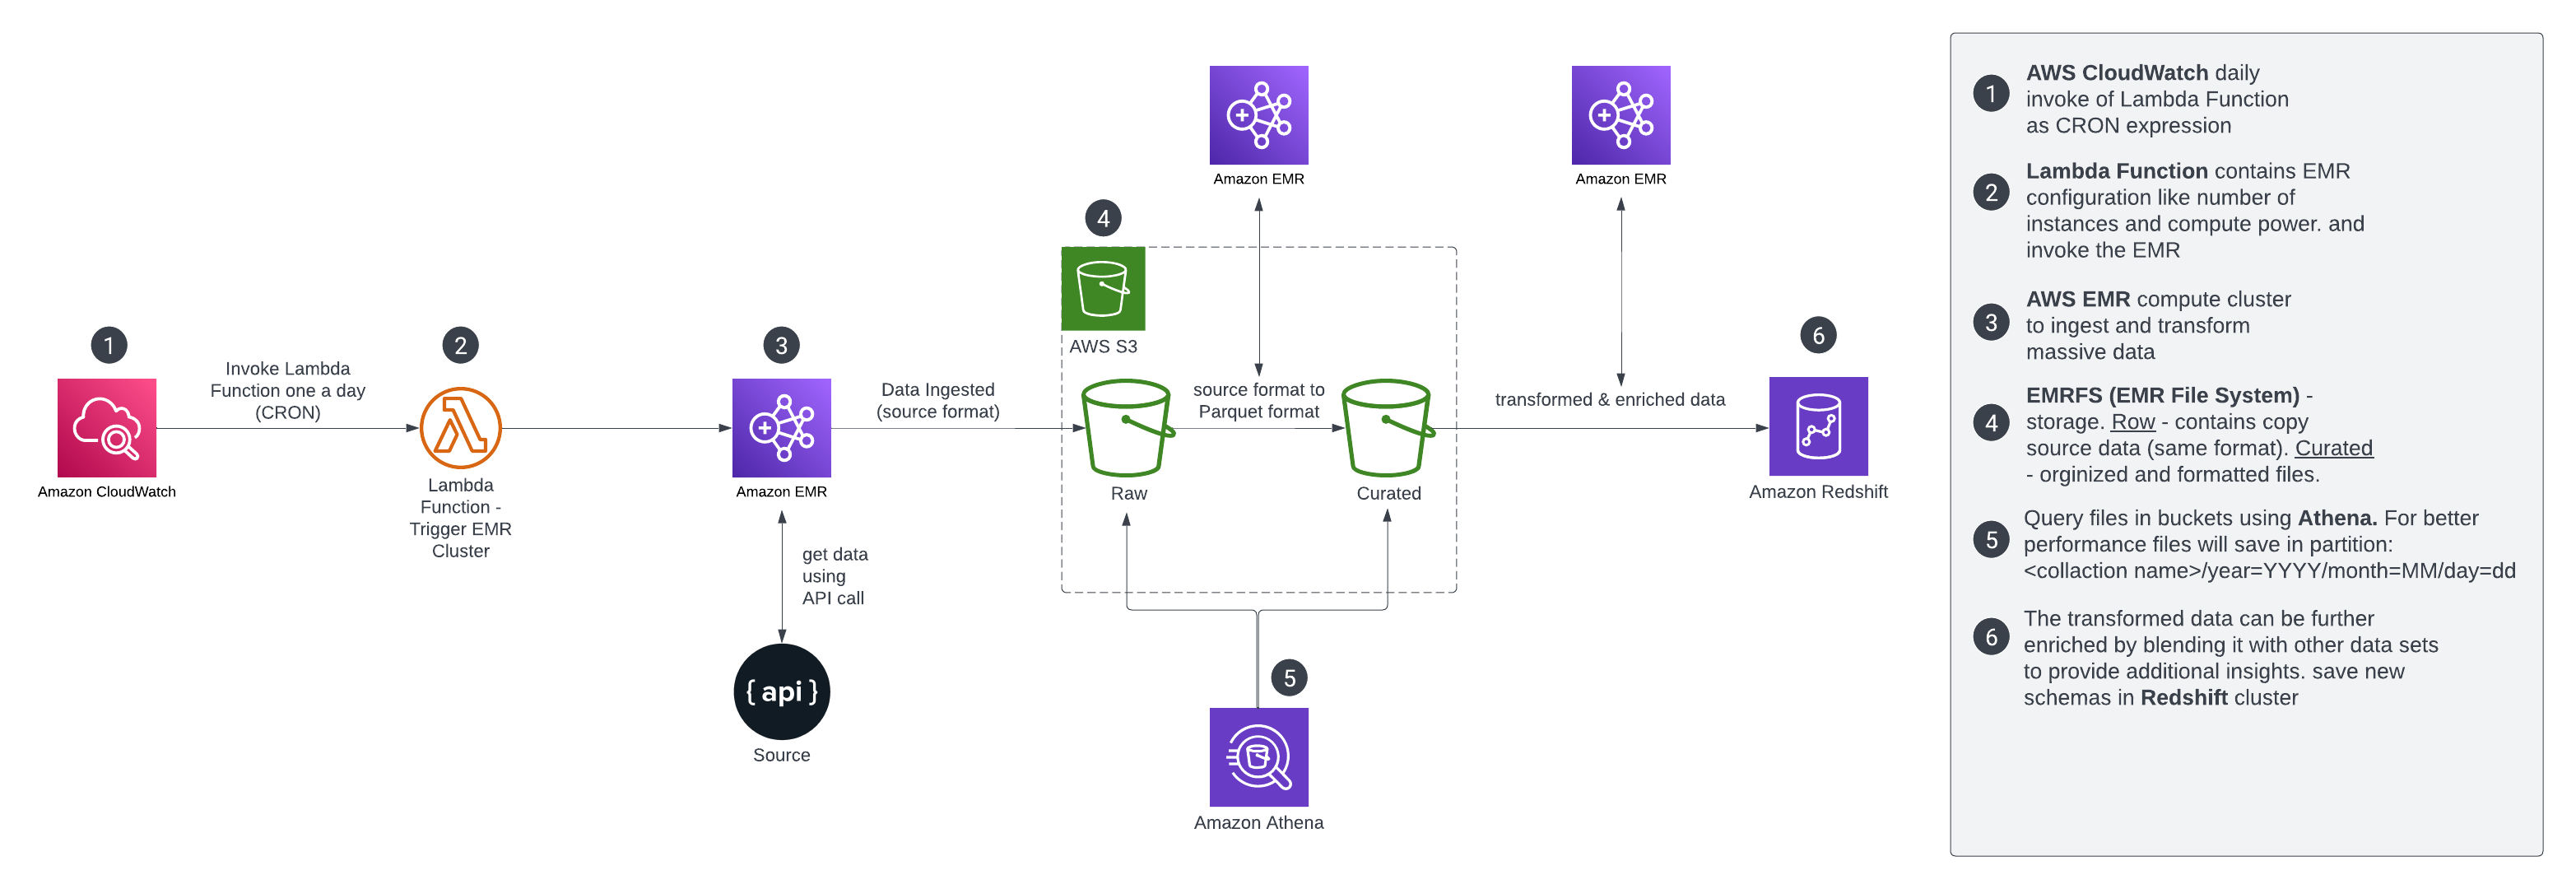 1
Invoke Lambda
Function one a day
(CRON)
Amazon CloudWatch
2
Lambda
Function -
Trigger EMR
Cluster
3
Amazon EMR
get data
using
API call
{ api }
Source
Data Ingested
(source format)
4
AWS S3
Raw
Amazon EMR
source format to
Parquet format
Curated
5
Amazon Athena
Amazon EMR
transformed & enriched data
6
Amazon Redshift
1
AWS CloudWatch daily
invoke of Lambda Function
as CRON expression
2
Lambda Function contains EMR
configuration like number of
instances and compute power. and
invoke the EMR
3
AWS EMR compute cluster
to ingest and transform
massive data
4
EMRFS (EMR File System) -
storage. Row - contains copy
source data (same format). Curated
- orginized and formatted files.
5
Query files in buckets using Athena. For better
performance files will save in partition:
<collaction name>/year=YYYY/month=MM/day=dd
6
The transformed data can be further
enriched by blending it with other data sets
to provide additional insights. save new
schemas in Redshift cluster